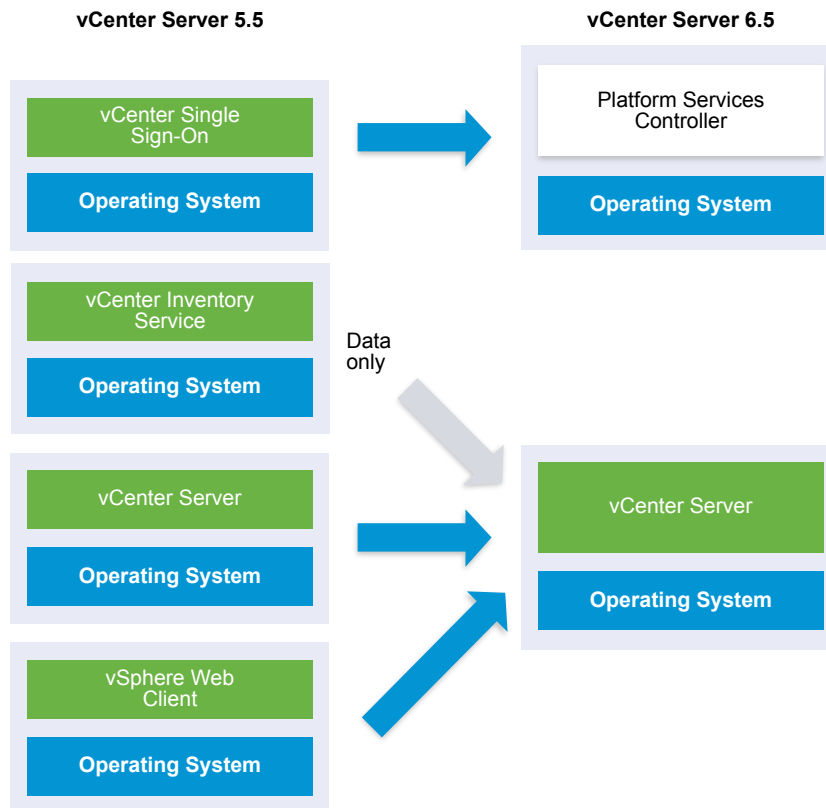 vCenter Server 5.5
vCenter Server 6.5
vCenter Single
Sign-On
Operating System
Platform Services
Controller
Operating System
vCenter Inventory
Service
Operating System
Data
only
vCenter Server
Operating System
vCenter Server
Operating System
vSphere Web
Client
Operating System